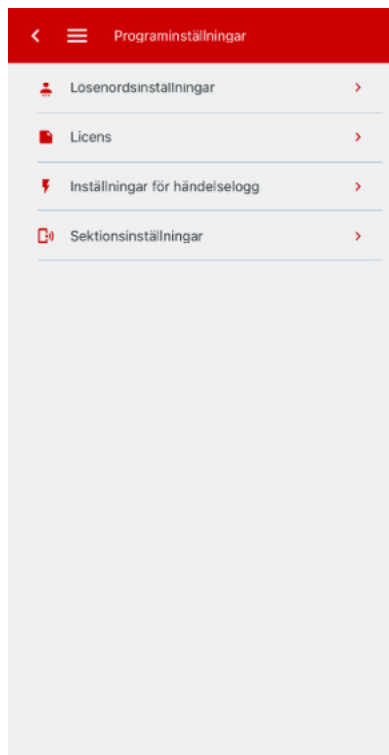 Programinställningar
Lösenordsinställningar
Licens
Inställningar för händelselogg
Sektionsinställningar